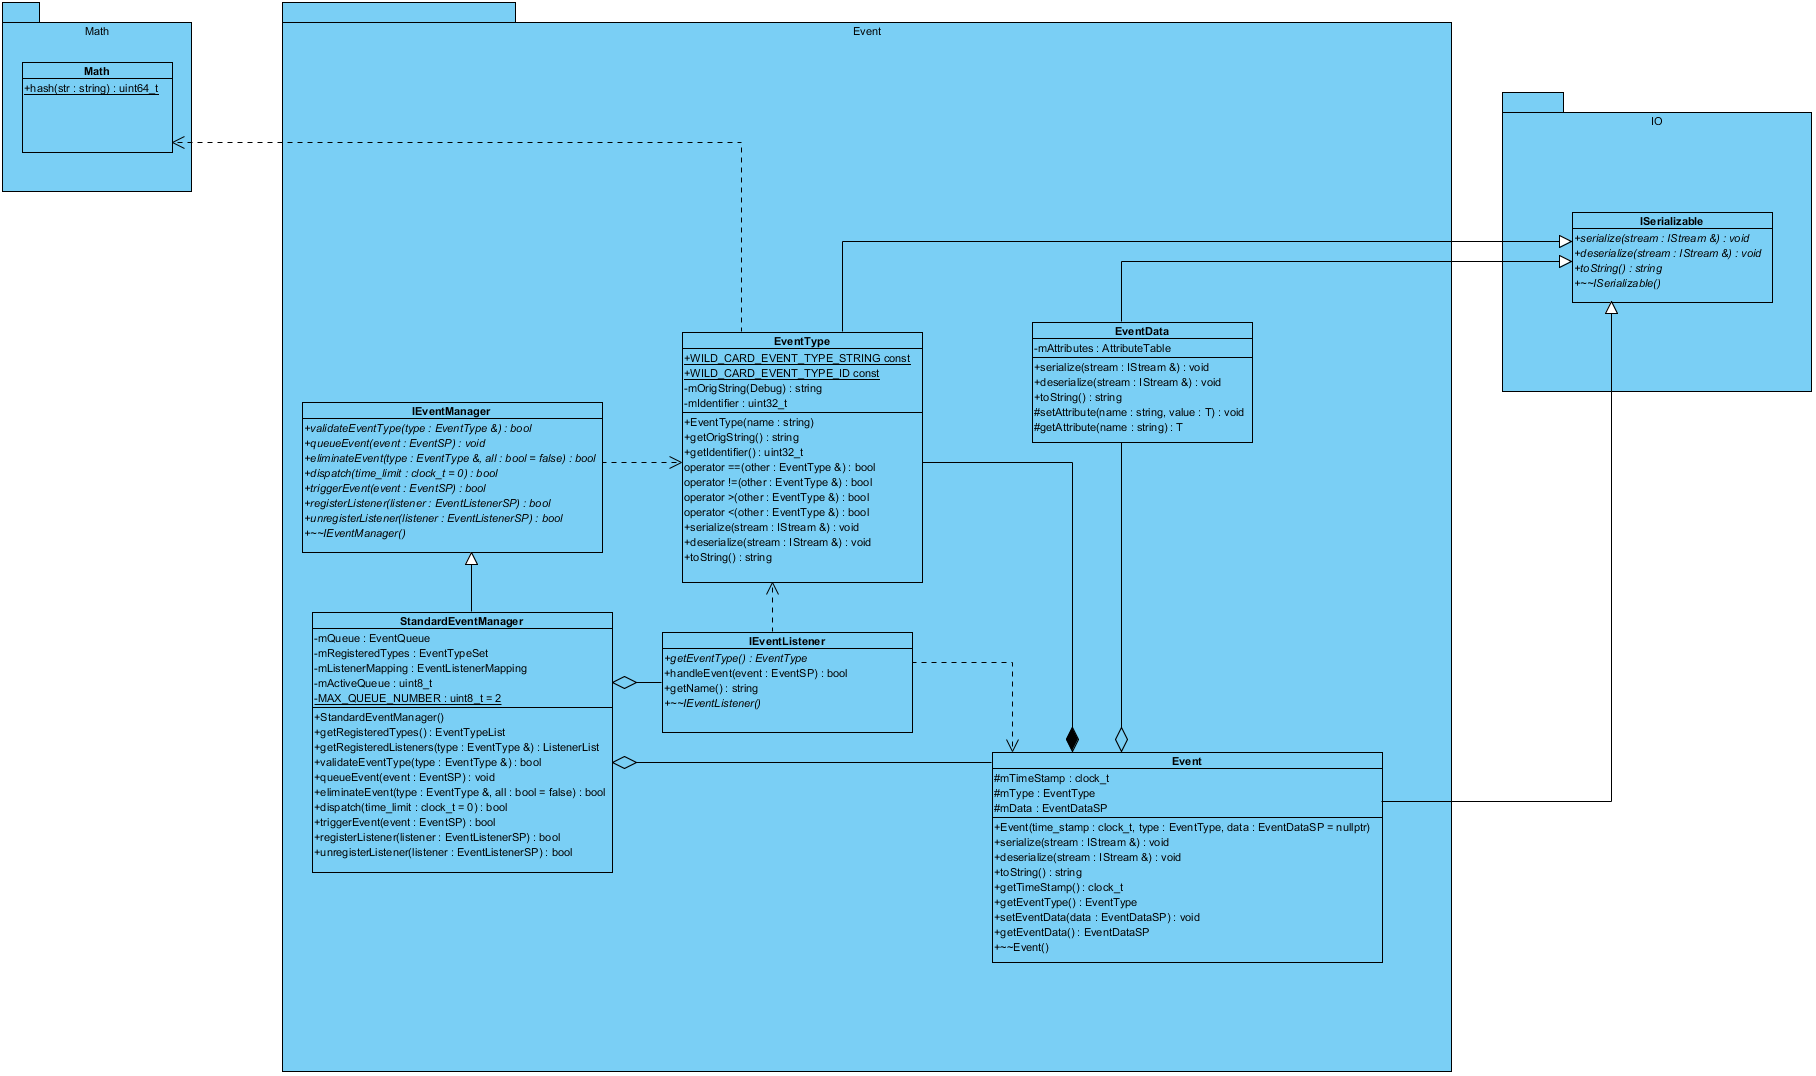 Math
Math
+hash(str : string) : uint64_t
Event
IO
ISerializable
+serialize(stream : IStream &) : void
+deserialize(stream : IStream &) : void
+toString() : string
+~~ISerializable()
EventType
+WILD_CARD_EVENT_TYPE_STRING const
+WILD_CARD_EVENT_TYPE_ID const
-mOrigString(Debug) : string
-mIdentifier : uint32_t
+EventType(name : string)
+getOrigString() : string
+getIdentifier() : uint32_t
operator ==(other : EventType &) : bool
operator !=(other : EventType &) : bool
operator >(other : EventType &) : bool
operator <(other : EventType &) : bool
+serialize(stream : IStream &) : void
+deserialize(stream : IStream &) : void
+toString() : string
EventData
-mAttributes : AttributeTable
+serialize(stream : IStream &) : void
+deserialize(stream : IStream &) : void
+toString() : string
#setAttribute(name : string, value : T) : void
#getAttribute(name : string) : T
IEventManager
+validateEventType(type : EventType &) : bool
+queueEvent(event : EventSP) : void
+eliminateEvent(type : EventType &, all : bool = false) : bool
+dispatch(time_limit : clock_t = 0) : bool
+triggerEvent(event : EventSP) : bool
+registerListener(listener : EventListenerSP) : bool
+unregisterListener(listener : EventListenerSP) : bool
+~~IEventManager()
StandardEventManager
-mQueue : EventQueue
-mRegisteredTypes : EventTypeSet
-mListenerMapping : EventListenerMapping
-mActiveQueue : uint8_t
-MAX_QUEUE_NUMBER : uint8_t = 2
+StandardEventManager()
+getRegisteredTypes() : EventTypeList
+getRegisteredListeners(type : EventType &) : ListenerList
+validateEventType(type : EventType &) : bool
+queueEvent(event : EventSP) : void
+eliminateEvent(type : EventType &, all : bool = false) : bool
+dispatch(time_limit : clock_t = 0) : bool
+triggerEvent(event : EventSP) : bool
+registerListener(listener : EventListenerSP) : bool
+unregisterListener(listener : EventListenerSP) : bool
IEventListener
+getEventType() : EventType
+handleEvent(event : EventSP) : bool
+getName() : string
+~~IEventListener()
Event
#mTimeStamp : clock_t
#mType : EventType
#mData : EventDataSP
+Event(time_stamp : clock_t, type : EventType, data : EventDataSP = nullptr)
+serialize(stream : IStream &) : void
+deserialize(stream : IStream &) : void
+toString() : string
+getTimeStamp() : clock_t
+getEventType() : EventType
+setEventData(data : EventDataSP) : void
+getEventData() : EventDataSP
+~~Event()